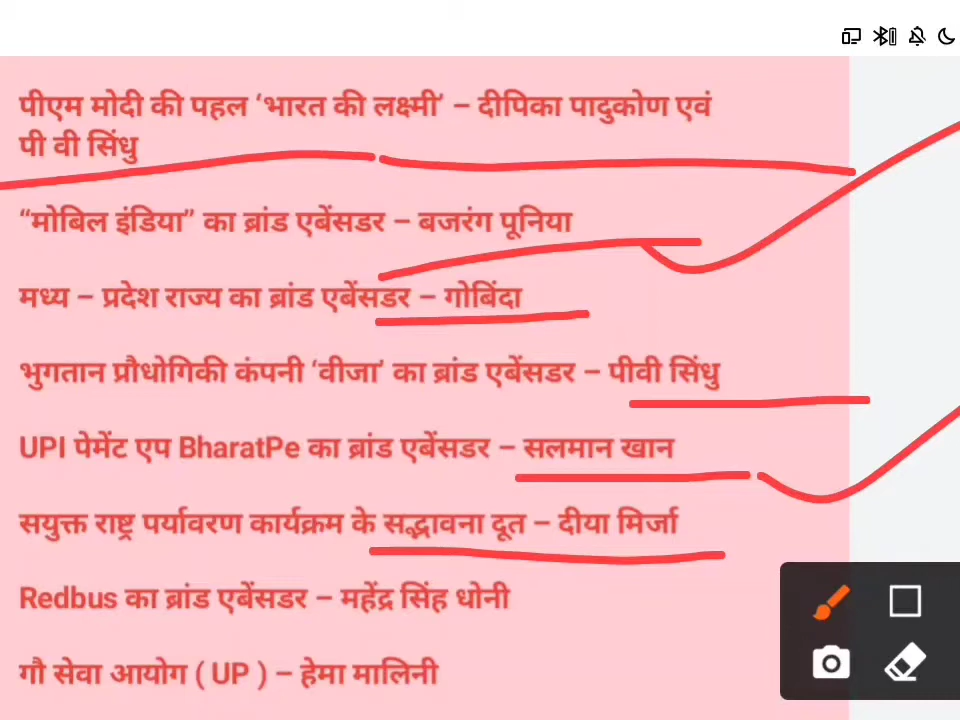 पीएम मोदी की पहल ‘भारत की लक्ष्मी’ – दीपिका पादुकोण एवं
पी वी सिंधु
“मोबिल इंडिया” का ब्रांड एबेंसडर – बजरंग पूनिया
मध्य – प्रदेश राज्य का ब्रांड एबेंसडर – गोबिंदा
भुगतान प्रौधोगिकी कंपनी ‘वीजा’ का ब्रांड एबेंसडर – पीवी सिंधु
UPI पेमेंट एप BharatPe का ब्रांड एबेंसडर – सलमान खान
सयुक्त राष्ट्र पर्यावरण कार्यक्रम के सद्भावना दूत – दीया मिर्जा
Redbus का ब्रांड एबेंसडर – महेंद्र सिंह धोनी
गौ सेवा आयोग ( UP ) – हेमा मालिनी